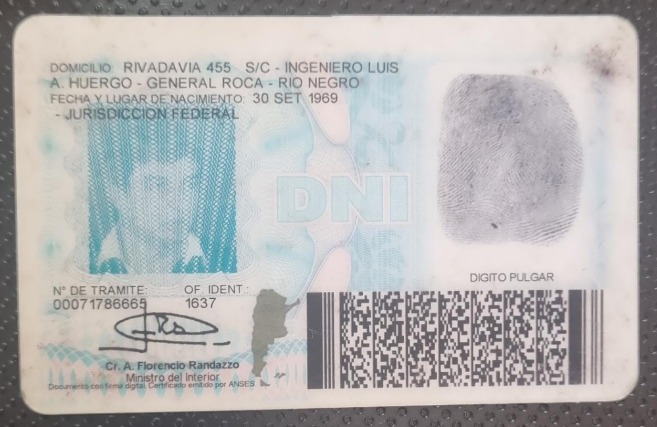 DOMICILIO: RIVADAVIA 455 S/C - INGENIERO LUIS
A. HUERGO - GENERAL ROCA - RIO NEGRO
FECHA Y LUGAR DE NACIMIENTO: 30 SET 1969
- JURISDICCION FEDERAL
DNI
DIGITO PULGAR
N° DE TRAMITE: OF. IDENT.:
00071786665 1637
Cr. A. Florencio Randazzo
Ministro del Interior
Documento con firma digital. Certificado emitido por ANSES